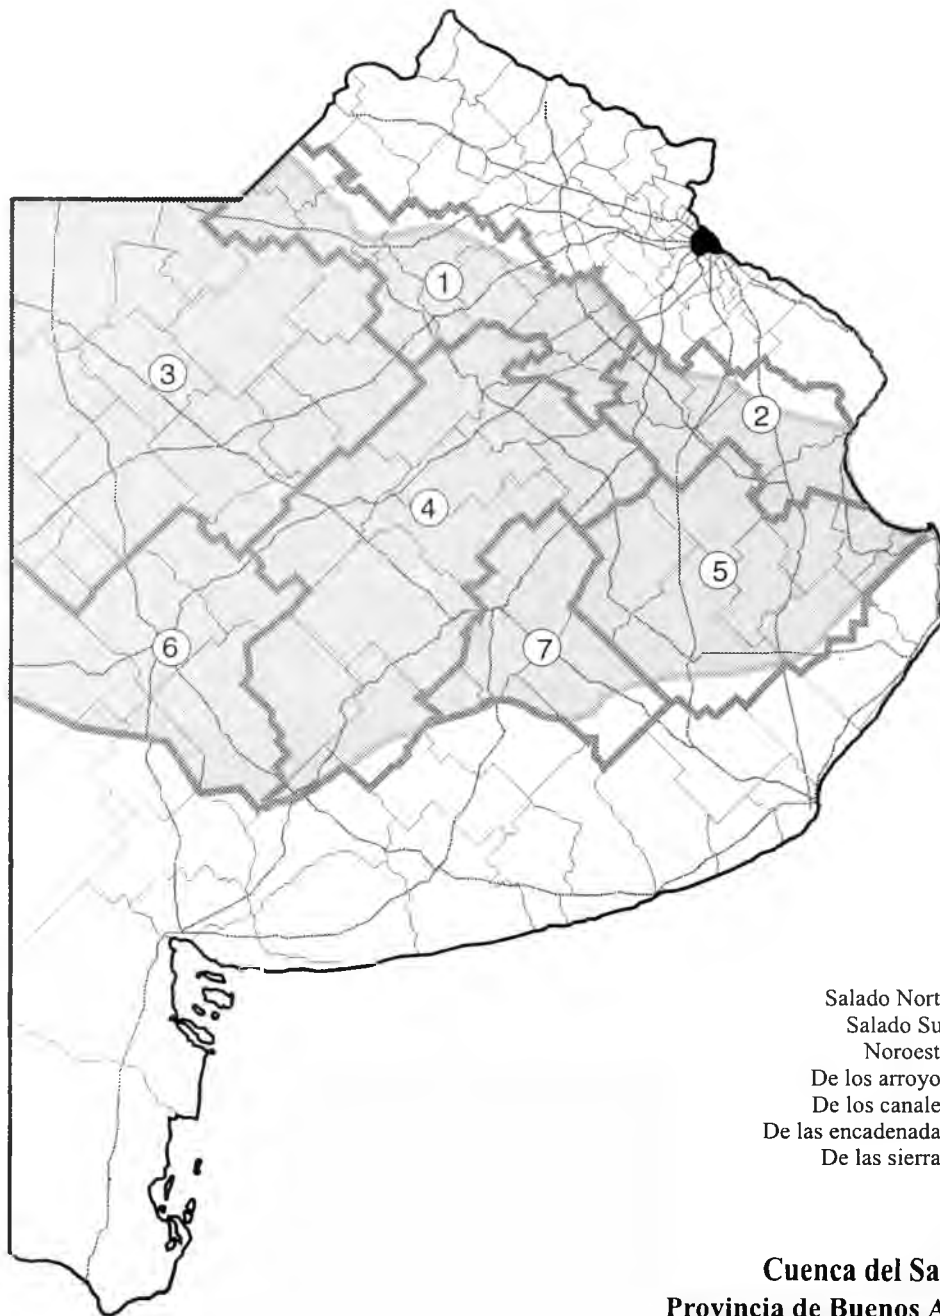 1
2
3
4
5
6
7
Salado Nort
Salado Su
Noroest
De los arroyo
De los canale
De las encadenada
De las sierra
Cuenca del Sa
Provincia de Buenos A